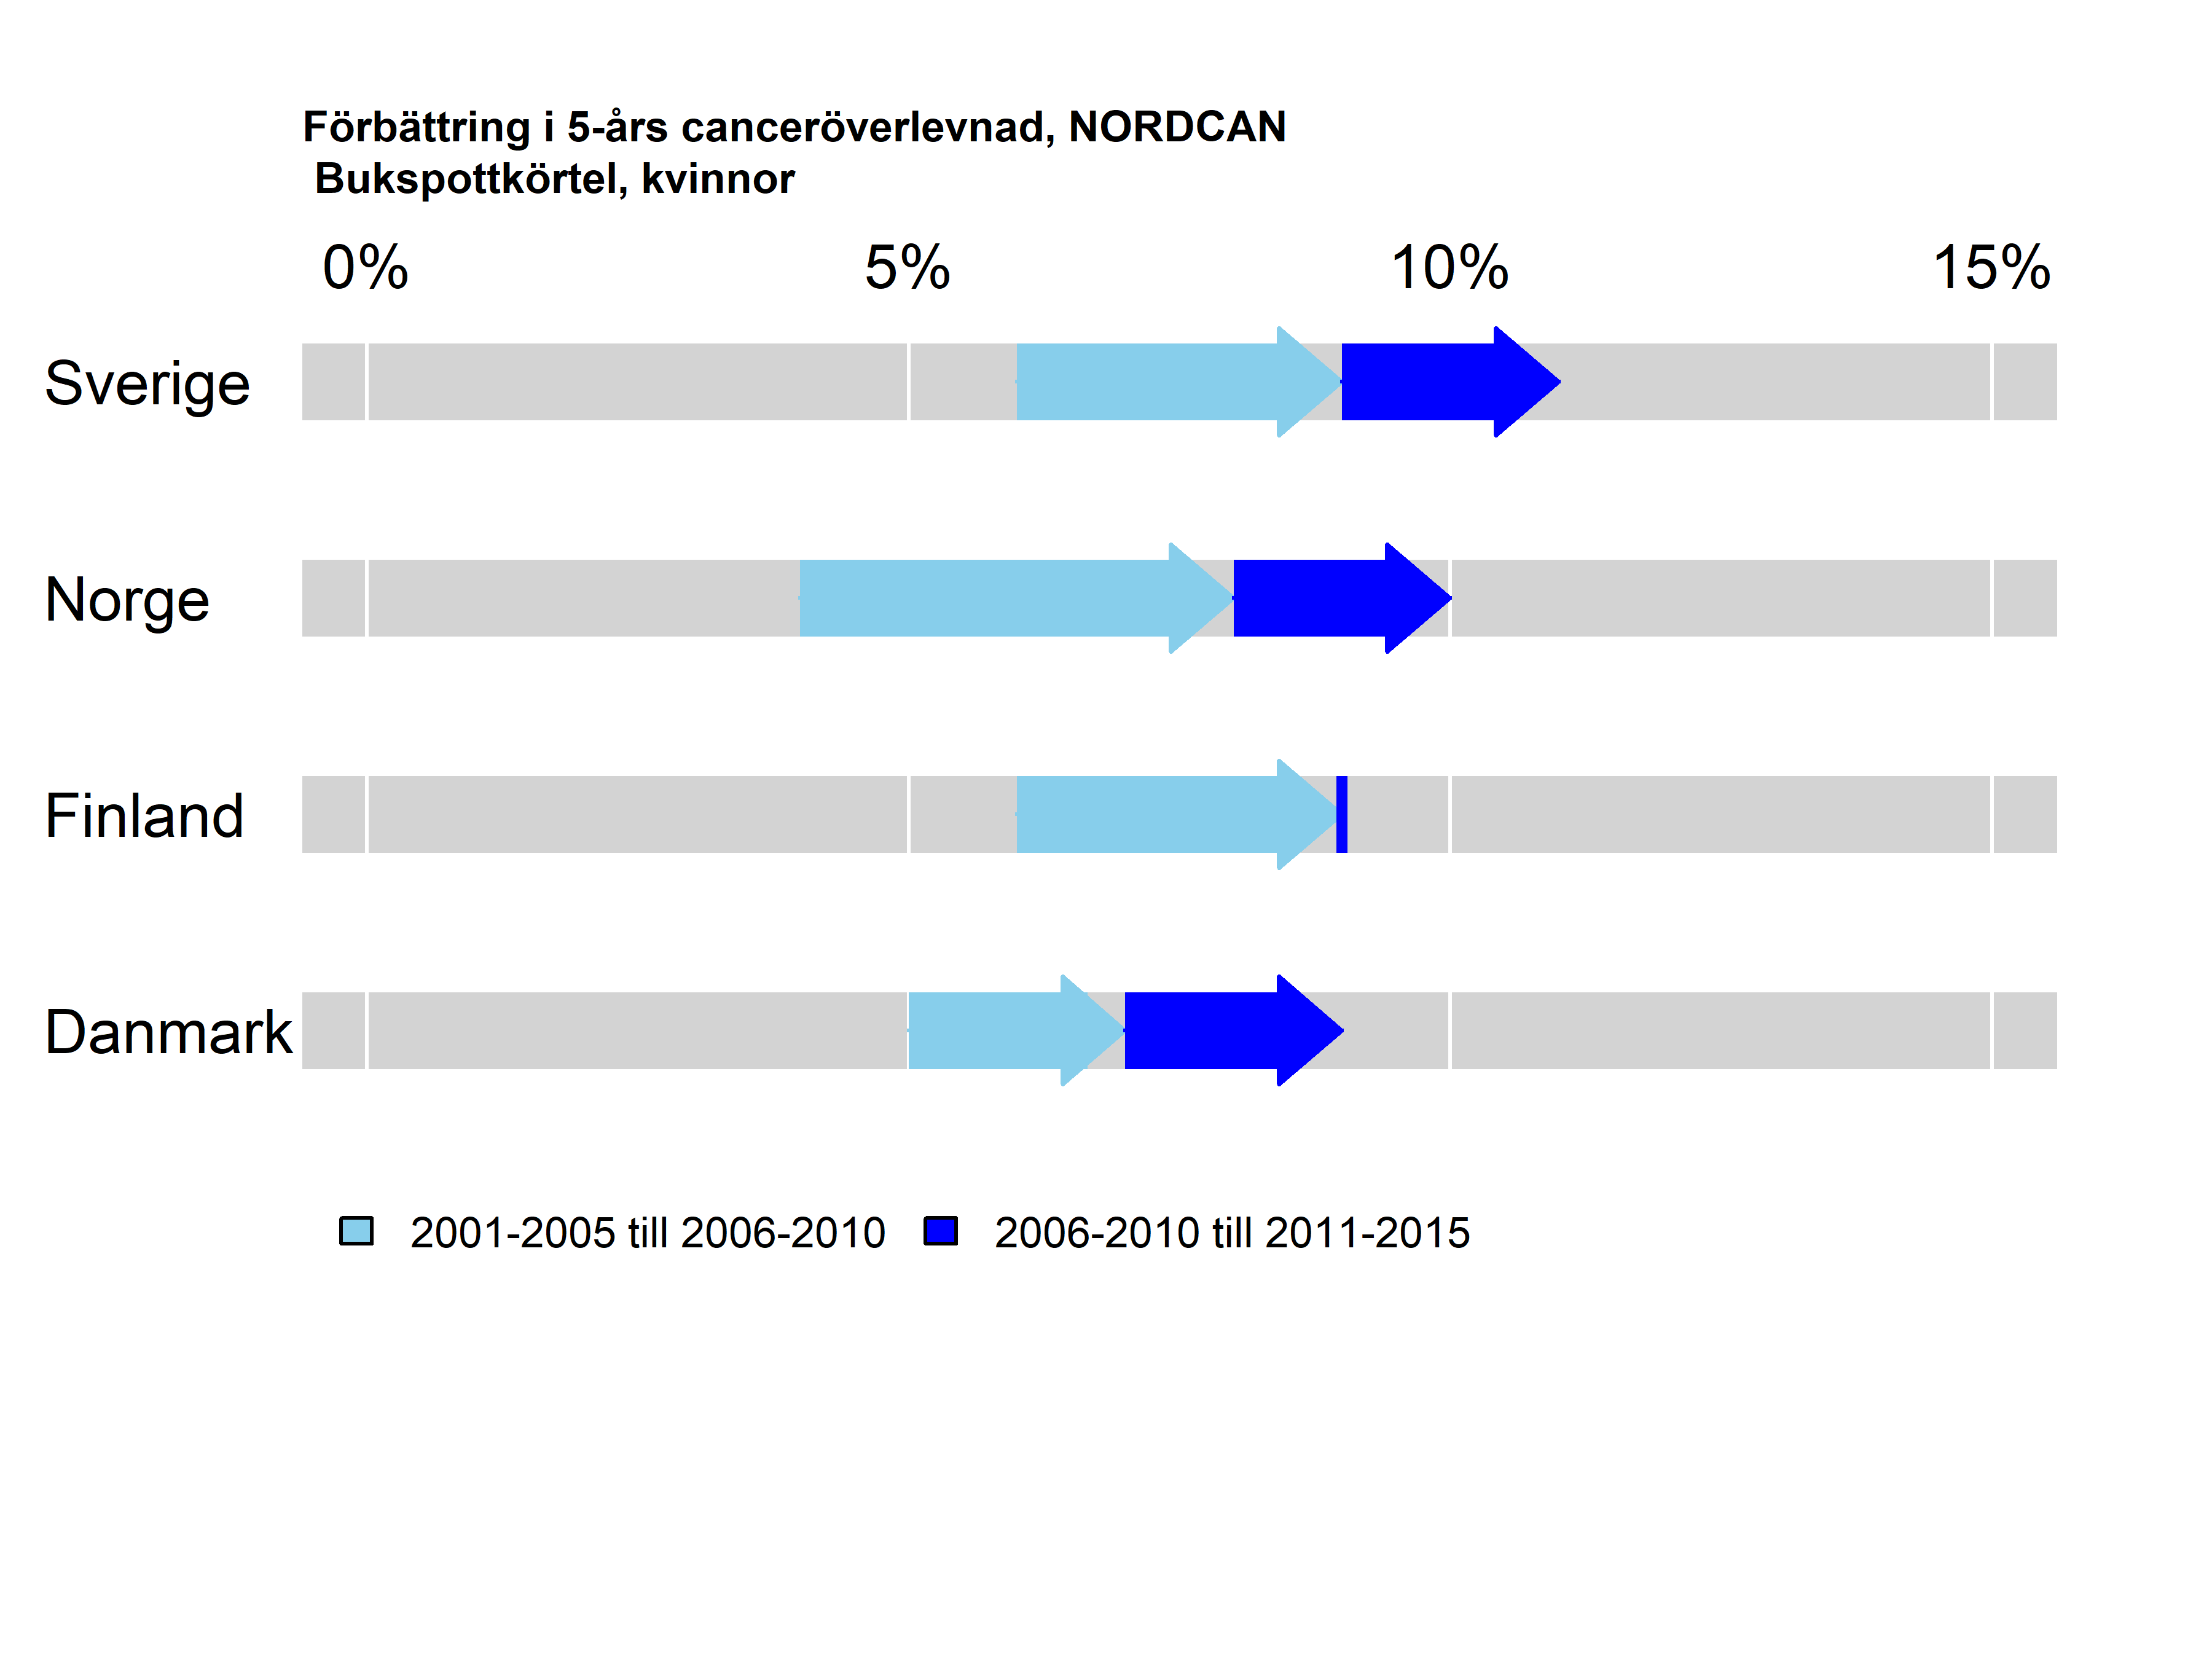 Förbättring i 5-års canceröverlevnad, NORDCAN
Bukspottkörtel, kvinnor
0% 5% 10% 15%
Sverige
Norge
Finland
Danmark
2001-2005 till 2006-2010 2006-2010 till 2011-2015